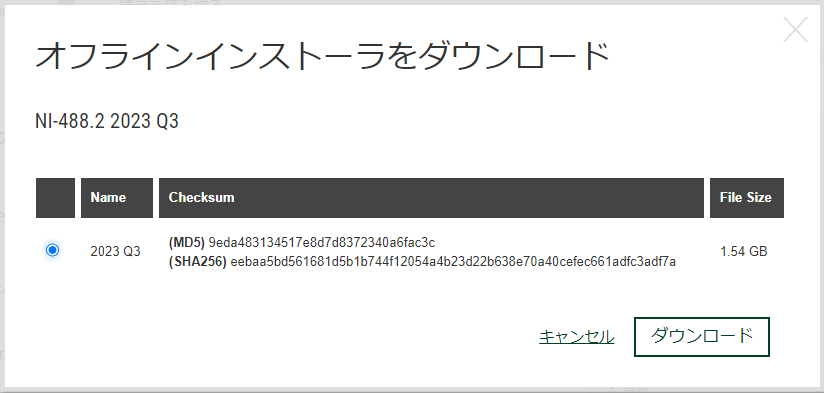 オフラインインストーラをダウンロード
NI-488.2 2023 Q3
Name Checksum File Size
2023 Q3 (MD5) 9eda483134517e8d7d8372340a6fac3c 1.54 GB
(SHA256) eebaa5bd561681d5b1b744f12054a4b23d22b638e70a40cefec661adfc3adf7a
キャンセル ダウンロード